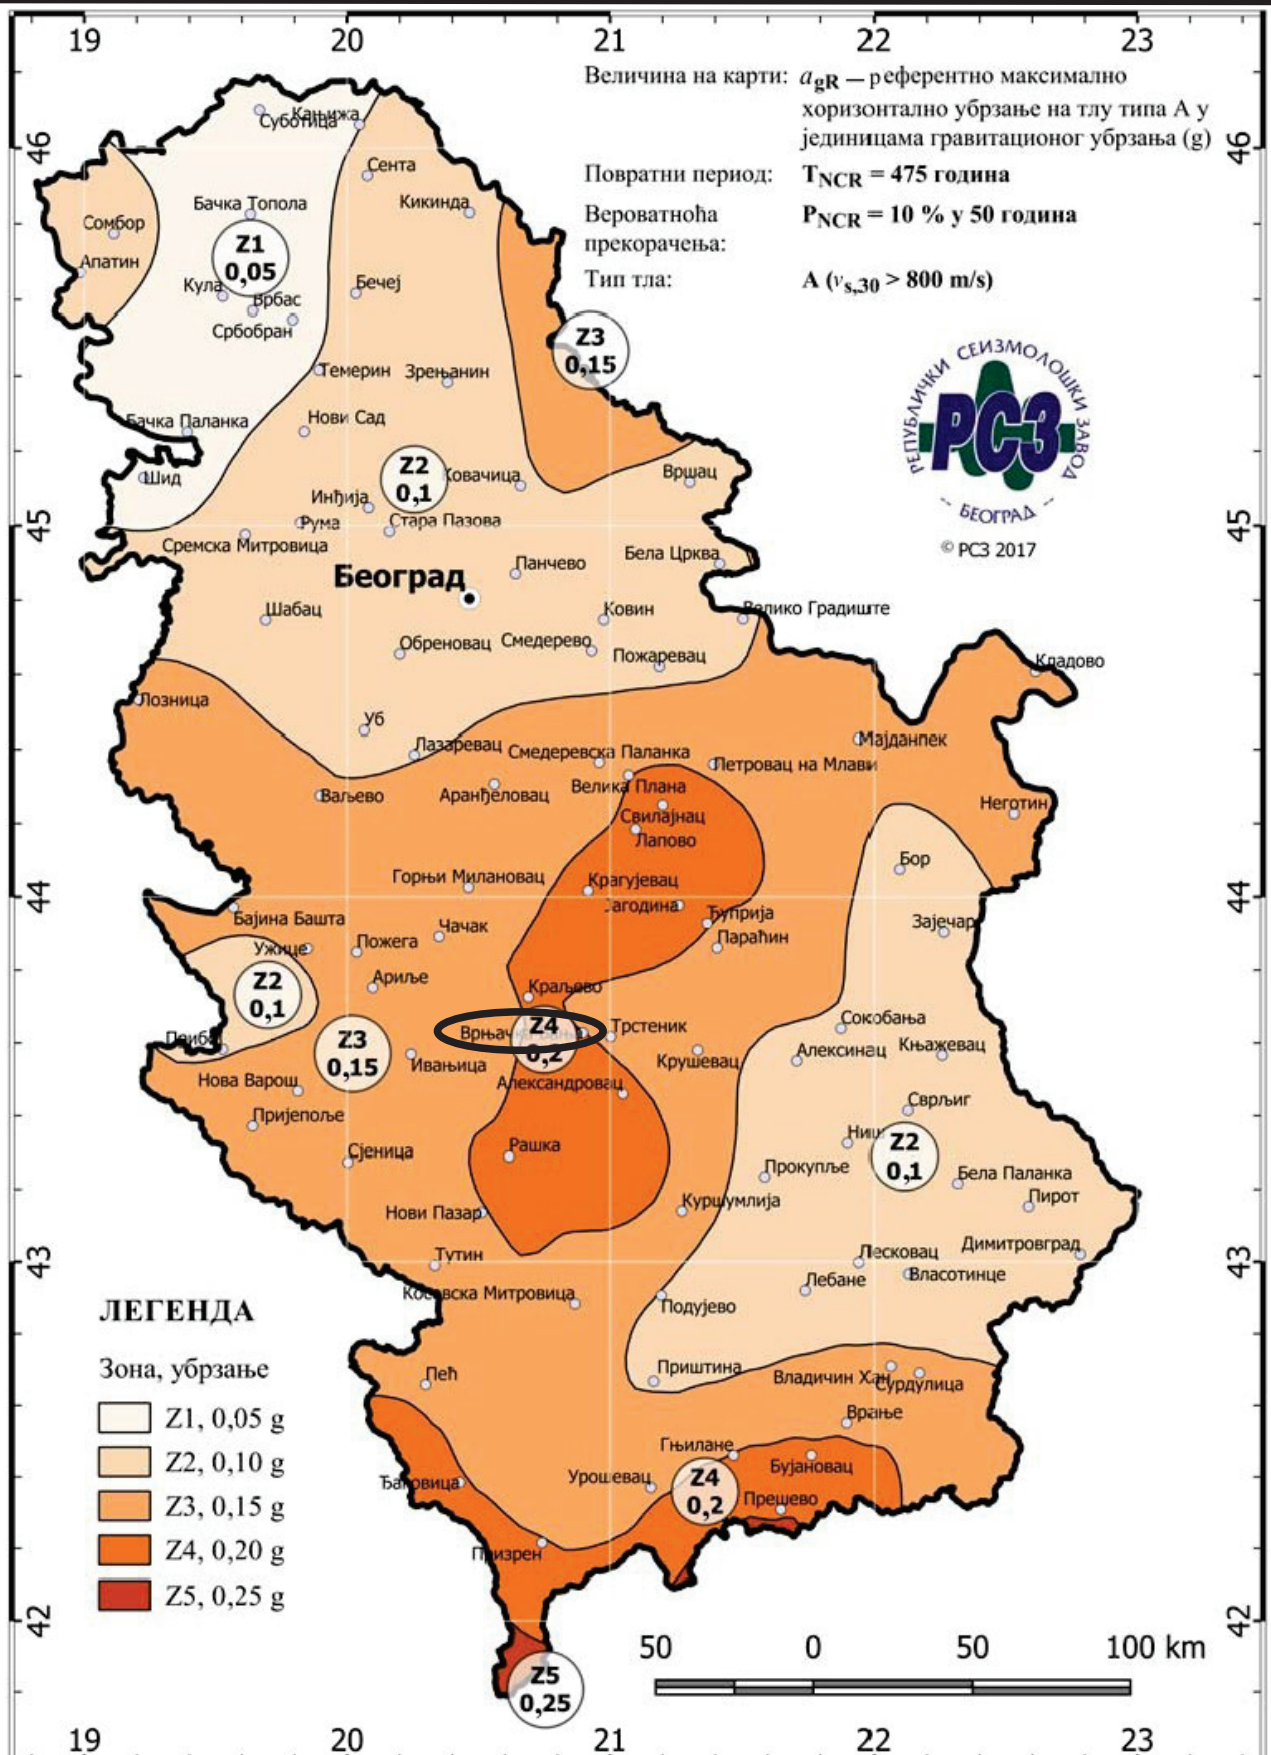 19 20 21 22 23
Величина на карти: agR — референтно максимално
хоризонтално убрзање на тлу типа А у
јединицама гравитационог убрзања (g)
Повратни период: TNCR = 475 година
Вероватноћа PNCR = 10 % у 50 година
прекорачења:
Тип тла: A (vs,30 > 800 m/s)
РЕПУБЛИЧКИ СЕИЗМОЛОШКИ ЗАВОД
РСЗ
- БЕОГРАД -
© РСЗ 2017
46 46
Суботица
Кањижа
Сента
Кикинда
Сомбор
Бачка Топола
Z1
0,05
Апатин
Кула
Врбас
Србобран
Бечеј
Z3
0,15
Темерин
Зрењанин
Бачка Паланка
Нови Сад
Шид
Z2
0,1
Ковачица
Вршац
Инђија
45 45
Рума
Стара Пазова
Сремска Митровица
Бела Црква
Панчево
Београд
Шабац
Ковин
Велико Градиште
Обреновац
Смедерево
Пожаревац
Кладово
Лозница
Уб
Лазаревац
Смедеревска Паланка
Мајданпек
Петровац на Млави
Ваљево
Аранђеловац
Велика Плана
Неготин
Свилајнац
Лапово
Бор
Горњи Милановац
Крагујевац
44 44
Јагодина
Ћуприја
Бајина Башта
Чачак
Зајечар
Ужице
Пожега
Параћин
Ариље
Z2
0,1
Краљево
Сокобања
Трстеник
Z4
0,2
Прибој
Z3
0,15
Ивањица
Крушевац
Алексинац
Књажевац
Нова Варош
Александровац
Сврљиг
Пријепоље
Ниш
Z2
0,1
Рашка
Сјеница
Прокупље
Бела Паланка
Пирот
Нови Пазар
Куршумлија
Димитровград
Тутин
Лесковац
43 43
Власотинце
Лебане
Косовска Митровица
Подујево
ЛЕГЕНДА
Зона, убрзање
Z1, 0,05 g
Z2, 0,10 g
Z3, 0,15 g
Z4, 0,20 g
Z5, 0,25 g
Пећ
Приштина
Владичин Хан
Сурдулица
Врање
Гњилане
Бујановац
Ђаковица
Урошевац
Z4
0,2
Прешево
Призрен
42 42
Z5
0,25
50 0 50 100 km
19 20 21 22 23